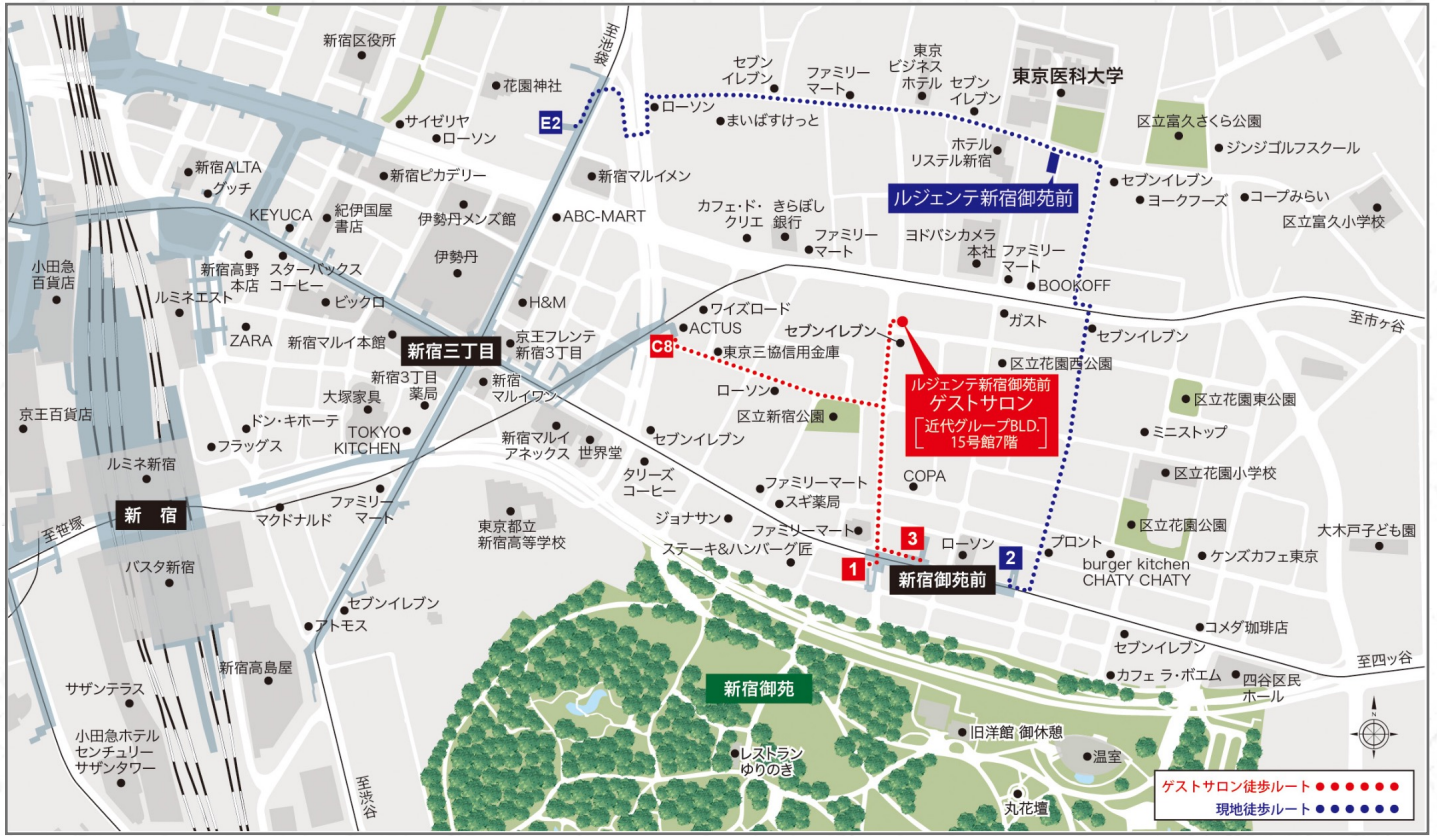 新宿区役所
花園神社
至池袋
セブン
イレブン
ファミリー
マート
東京
ビジネス
ホテル
セブン
イレブン
東京医科大学
E2
サイゼリヤ
ローソン
ローソン
まいばすけっと
ホテル
リステル新宿
区立富久さくら公園
ジンジゴルフスクール
新宿ALTA
グッチ
新宿ピカデリー
新宿マルイメン
ルジェンテ新宿御苑前
セブンイレブン
ヨークフーズ
コープみらい
区立富久小学校
KEYUCA
紀伊国屋
書店
伊勢丹メンズ館
ABC-MART
カフェ・ド・
クリエ
きらぼし
銀行
ファミリー
マート
ヨドバシカメラ
本社
ファミリー
マート
BOOKOFF
小田急
百貨店
新宿高野
本店
スターバックス
コーヒー
伊勢丹
ルミネエスト
ビックロ
H&M
ワイズロード
ACTUS
セブンイレブン
ガスト
セブンイレブン
至市ヶ谷
ZARA
新宿マルイ本館
新宿三丁目
京王フレンテ
新宿3丁目
C8
東京三協信用金庫
区立花園西公園
新宿3丁目
薬局
新宿
マルイワン
ローソン
ルジェンテ新宿御苑前
ゲストサロン
近代グループBLD.
15号館7階
京王百貨店
大塚家具
区立新宿公園
区立花園東公園
ドン・キホーテ
フラッグス
TOKYO
KITCHEN
新宿マルイ
アネックス
世界堂
セブンイレブン
ミニストップ
ルミネ新宿
タリーズ
コーヒー
ファミリーマート
スギ薬局
COPA
区立花園小学校
新 宿
至笹塚
マクドナルド
ファミリー
マート
東京都立
新宿高等学校
ジョナサン
ファミリーマート
3
ローソン
2
プロント
区立花園公園
大木戸子ども園
ステーキ&ハンバーグ匠
1
新宿御苑前
burger kitchen
CHATY CHATY
ケンズカフェ東京
バスタ新宿
セブンイレブン
アトモス
コメダ珈琲店
セブンイレブン
至四ッ谷
新宿高島屋
新宿御苑
カフェ ラ・ボエム
四谷区民
ホール
サザンテラス
小田急ホテル
センチュリー
サザンタワー
至渋谷
レストラン
ゆりのき
旧洋館 御休憩
温室
丸花壇
N
ゲストサロン徒歩ルート
現地徒歩ルート